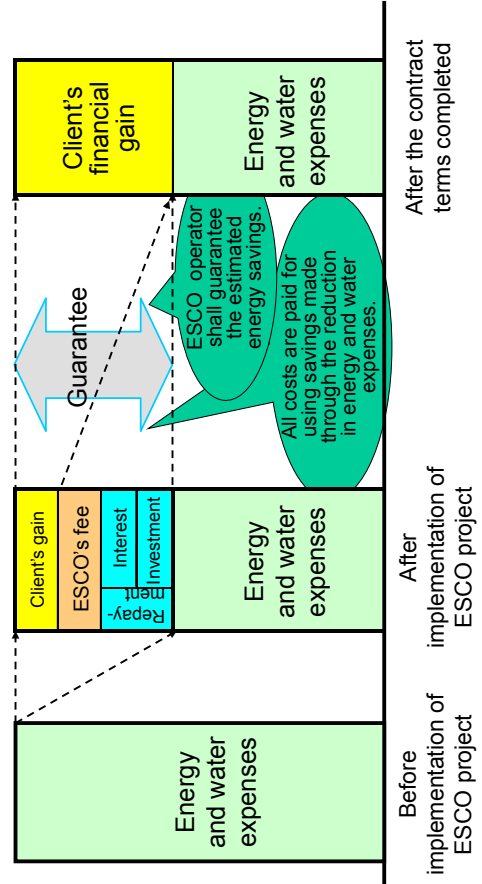 Energy
and water
expenses
Before
implementation of
ESCO project
Client's gain
ESCO's fee
Repay-
ment
Interest
Investment
Energy
and water
expenses
After
implementation of
ESCO project
Guarantee
ESCO operator
shall guarantee
the estimated
energy savings.
All costs are paid for
using savings made
through the reduction
in energy and water
expenses.
Client's
financial
gain
Energy
and water
expenses
After the contract
terms completed